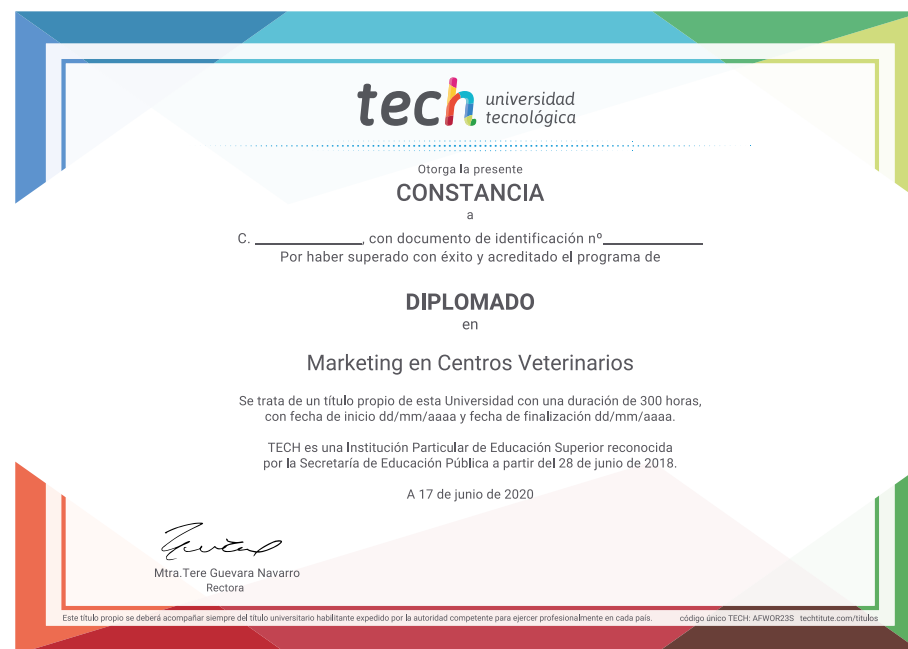 tech universidad
tecnológica
Otorga la presente
CONSTANCIA
a
C. ____________, con documento de identificación nº____________
Por haber superado con éxito y acreditado el programa de
DIPLOMADO
en
Marketing en Centros Veterinarios
Se trata de un título propio de esta Universidad con una duración de 300 horas,
con fecha de inicio dd/mm/aaaa y fecha de finalización dd/mm/aaaa.
TECH es una Institución Particular de Educación Superior reconocida
por la Secretaría de Educación Pública a partir del 28 de junio de 2018.
A 17 de junio de 2020
Mtra.Tere Guevara Navarro
Rectora
Este título propio se deberá acompañar siempre del título universitario habilitante expedido por la autoridad competente para ejercer profesionalmente en cada país. código único TECH: AFWOR23S techtitute.com/titulos